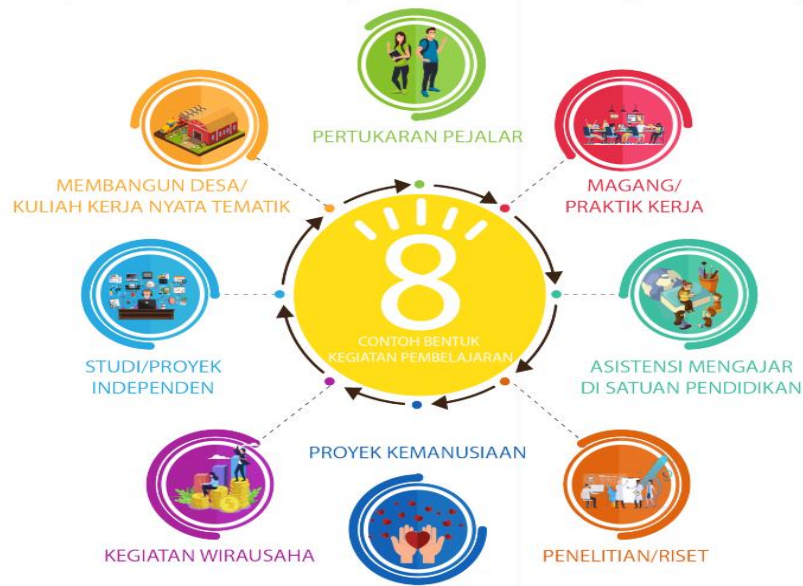 PERTUKARAN PEJALAR
MAGANG/
PRAKTIK KERJA
ASISTENSI MENGAJAR
DI SATUAN PENDIDIKAN
PENELITIAN/RISET
PROYEK KEMANUSIAAN
KEGIATAN WIRAUSAHA
STUDI/PROYEK
INDEPENDEN
MEMBANGUN DESA/
KULIAH KERJA NYATA TEMATIK
8
CONTOH BENTUK
KEGIATAN PEMBELAJARAN